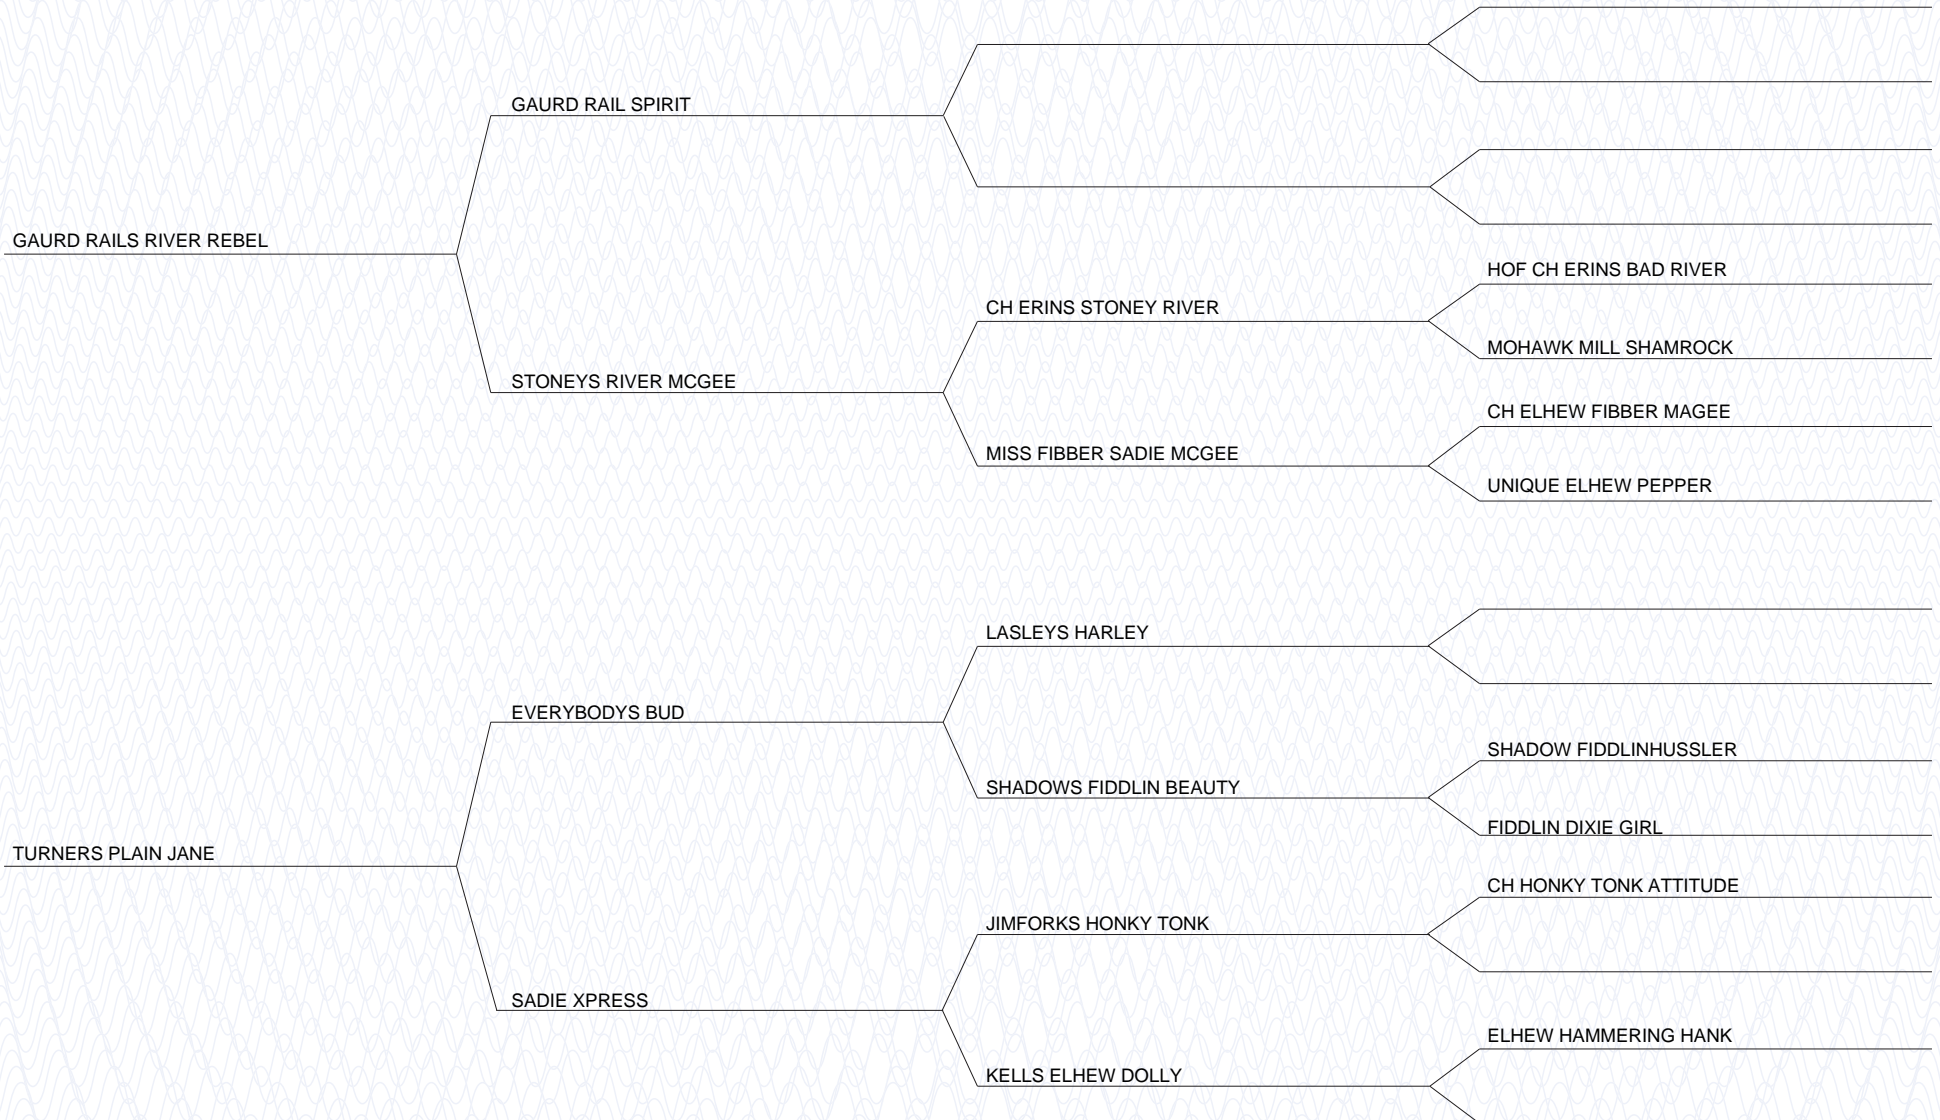 GAURD RAIL SPIRIT
GAURD RAILS RIVER REBEL
HOF CH ERINS BAD RIVER
CH ERINS STONEY RIVER
MOHAWK MILL SHAMROCK
STONEYS RIVER MCGEE
CH ELHEW FIBBER MAGEE
MISS FIBBER SADIE MCGEE
UNIQUE ELHEW PEPPER
LASLEYS HARLEY
EVERYBODYS BUD
SHADOW FIDDLINHUSSLER
SHADOWS FIDDLIN BEAUTY
FIDDLIN DIXIE GIRL
TURNERS PLAIN JANE
CH HONKY TONK ATTITUDE
JIMFORKS HONKY TONK
SADIE XPRESS
ELHEW HAMMERING HANK
KELLS ELHEW DOLLY